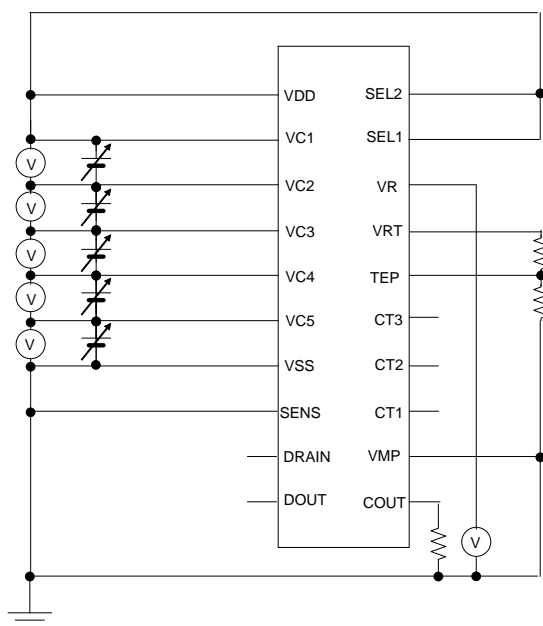 VDD
VC1
VC2
VC3
VC4
VC5
VSS
SENS
DRAIN
DOUT
SEL2
SEL1
VR
VRT
TEP
CT3
CT2
CT1
VMP
COUT
V
V
V
V
V
V